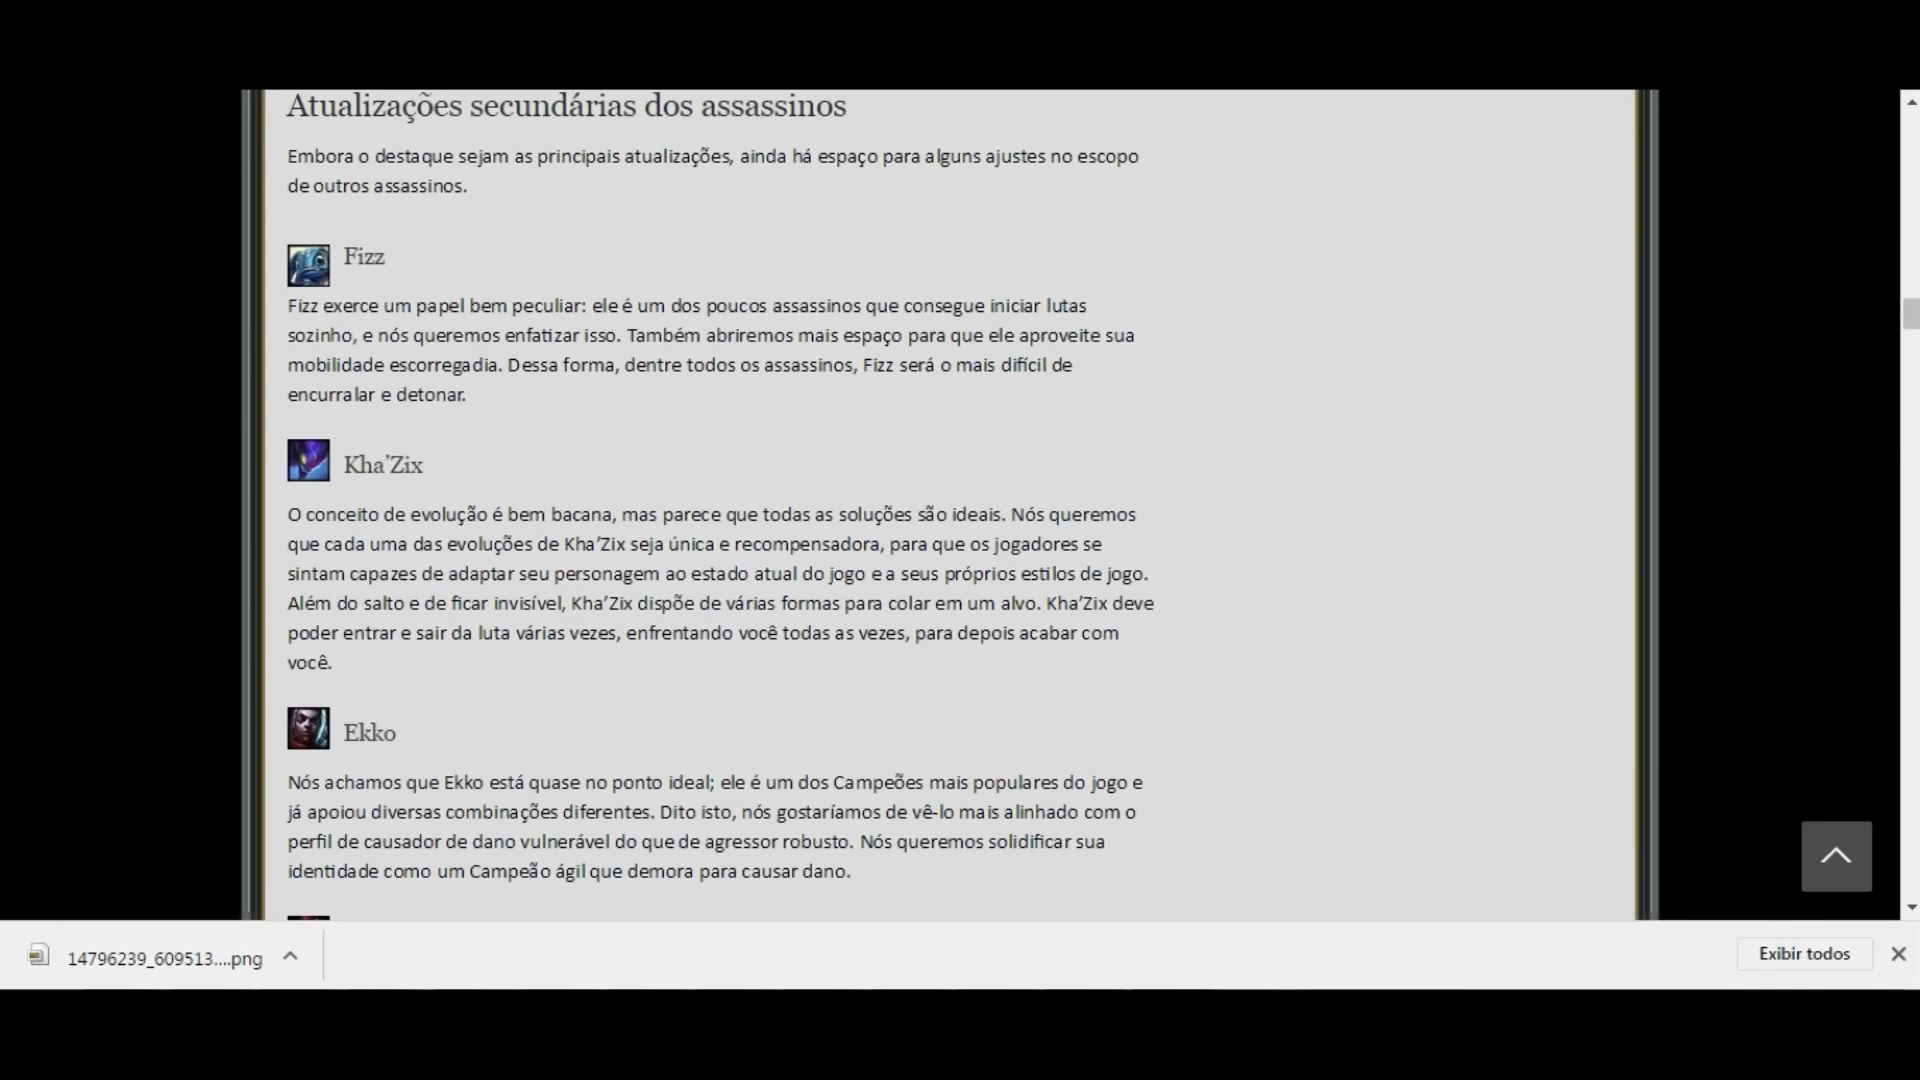 Atualizações secundárias dos assassinos
Embora o destaque sejam as principais atualizações, ainda há espaço para alguns ajustes no escopo
de outros assassinos.
Fizz
Fizz exerce um papel bem peculiar: ele é um dos poucos assassinos que consegue iniciar lutas
sozinho, e nós queremos enfatizar isso. Também abriremos mais espaço para que ele aproveite sua
mobilidade escorregadia. Dessa forma, dentre todos os assassinos, Fizz será o mais difícil de
encurralar e detonar.
Kha’Zix
O conceito de evolução é bem bacana, mas parece que todas as soluções são ideais. Nós queremos
que cada uma das evoluções de Kha’Zix seja única e recompensadora, para que os jogadores se
sintam capazes de adaptar seu personagem ao estado atual do jogo e a seus próprios estilos de jogo.
Além do salto e de ficar invisível, Kha’Zix dispõe de várias formas para colar em um alvo. Kha’Zix deve
poder entrar e sair da luta várias vezes, enfrentando você todas as vezes, para depois acabar com
você.
Ekko
Nós achamos que Ekko está quase no ponto ideal; ele é um dos Campeões mais populares do jogo e
já apoiou diversas combinações diferentes. Dito isto, nós gostaríamos de vê-lo mais alinhado com o
perfil de causador de dano vulnerável do que de agressor robusto. Nós queremos solidificar sua
identidade como um Campeão ágil que demora para causar dano.
14796239_609513....png
Exibir todos